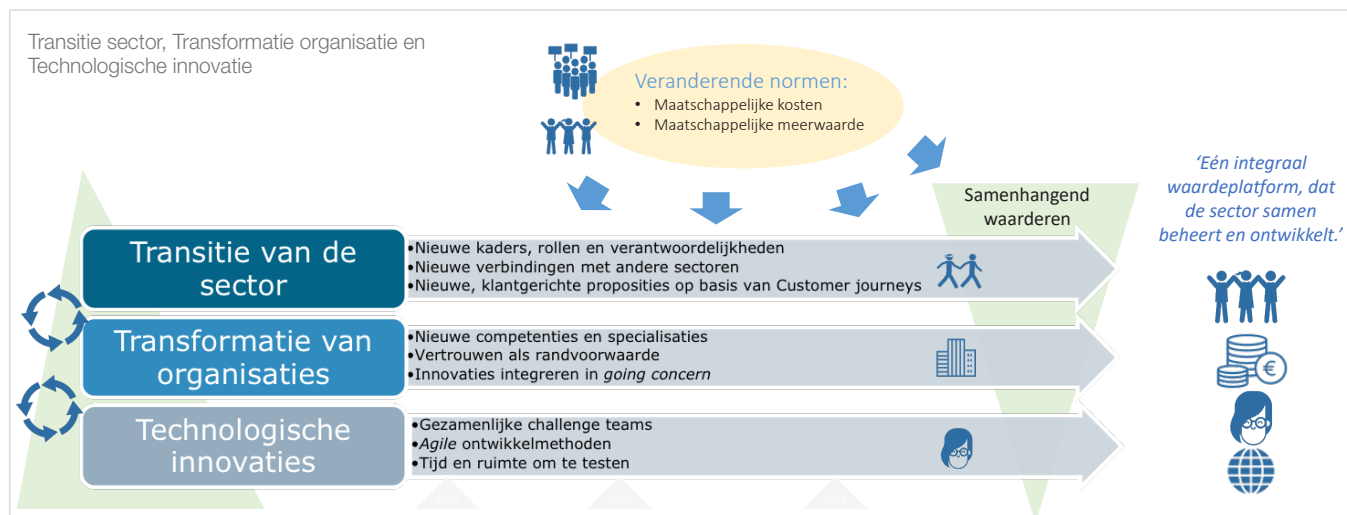 Transitie sector, Transformatie organisatie en
Technologische innovatie
Veranderende normen:
• Maatschappelijke kosten
• Maatschappelijke meerwaarde
Samenhangend
waarderen
‘Eén integraal
waardeplatform, dat
de sector samen
beheert en ontwikkelt.’
Transitie van de
sector
•Nieuwe kaders, rollen en verantwoordelijkheden
•Nieuwe verbindingen met andere sectoren
•Nieuwe, klantgerichte proposities op basis van Customer journeys
Transformatie van
organisaties
•Nieuwe competenties en specialisaties
•Vertrouwen als randvoorwaarde
•Innovaties integreren in going concern
€
Technologische
innovaties
•Gezamenlijke challenge teams
•Agile ontwikkelmethoden
•Tijd en ruimte om te testen